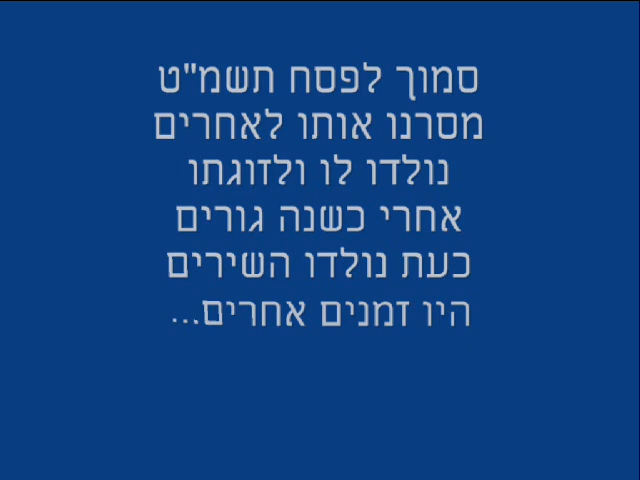 סמוך לפסח תשמ"ט
מסרנו אותו לאחרים
נולדו לו ולזוגתו
אחרי כשנה גורים
כעת נולדו השירים
היו זמנים אחרים...